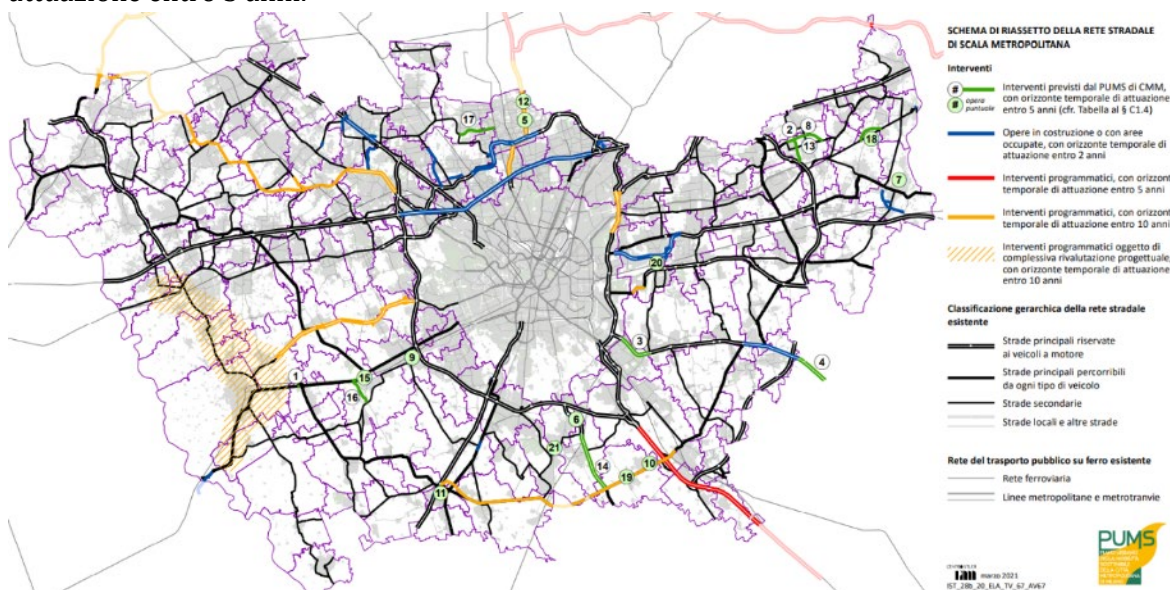 attuazione entro 5 anni.
SCHEMA DI RIASSETTO DELLA RETE STRADALE
DI SCALA METROPOLITANA
Interventi
# Interventi previsti dal PUMS di CMM,
# opera puntuale con orizzonte temporale di attuazione
entro 5 anni (cfr. Tabella al § C1.4)
Opere in costruzione o con aree
occupate, con orizzonte temporale di
attuazione entro 2 anni
Interventi programmatici, con orizzont
temporale di attuazione entro 5 anni
Interventi programmatici, con orizzont
temporale di attuazione entro 10 anni
Interventi programmatici oggetto di
complessiva rivalutazione progettuale,
con orizzonte temporale di attuazione
entro 10 anni
Classificazione gerarchica della rete stradale
esistente
Strade principali riservate
ai veicoli a motore
Strade principali percorribili
da ogni tipo di veicolo
Strade secondarie
Strade locali e altre strade
Rete del trasporto pubblico su ferro esistente
Rete ferroviaria
Linee metropolitane e metrotranvie
marzo 2021
IST_28b_20_ELA_TV_67_AV67
PUMS
12
5
17
2
8
13
18
7
20
3
4
9
1
15
16
6
21
14
19
10
11